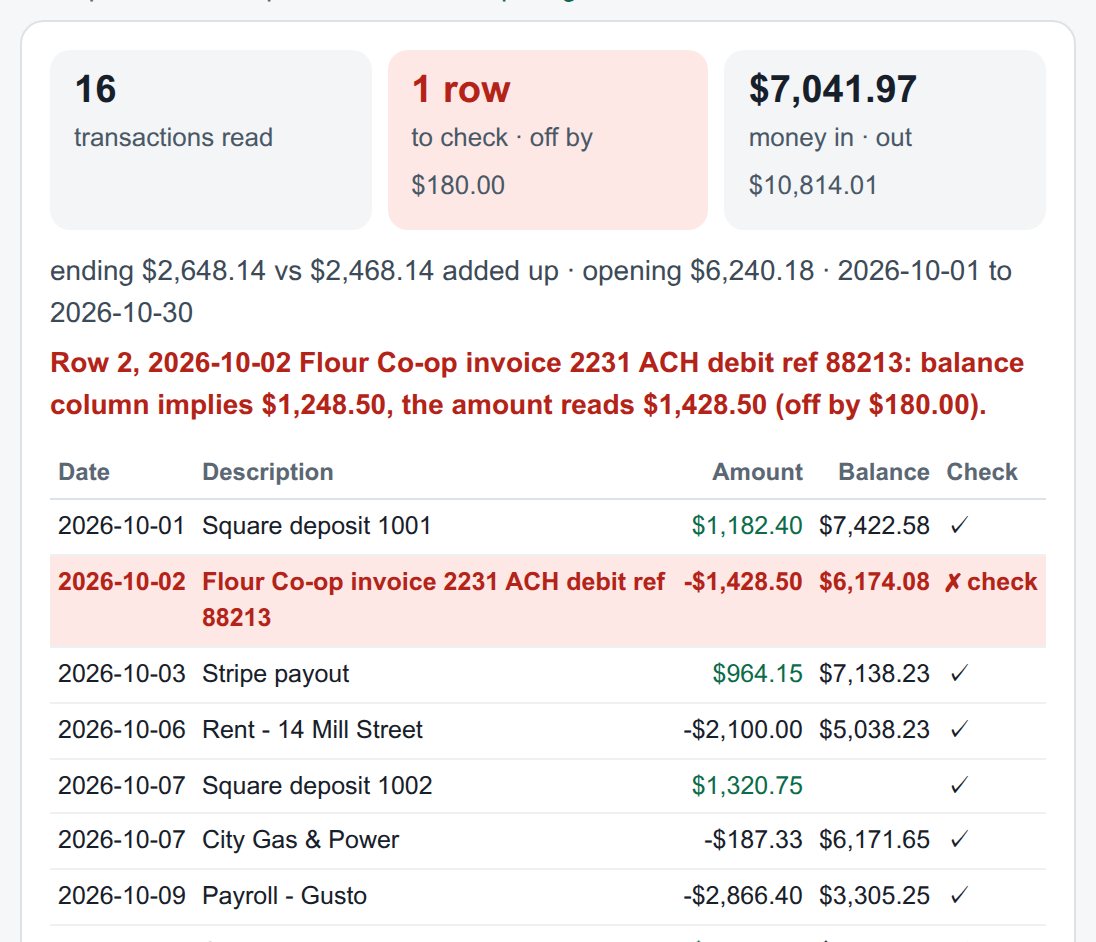 16
transactions read
1 row
to check · off by
$180.00
$7,041.97
money in · out
$10,814.01
ending $2,648.14 vs $2,468.14 added up · opening $6,240.18 · 2026-10-01 to
2026-10-30
Row 2, 2026-10-02 Flour Co-op invoice 2231 ACH debit ref 88213: balance
column implies $1,248.50, the amount reads $1,428.50 (off by $180.00).
Date Description Amount Balance Check
2026-10-01 Square deposit 1001 $1,182.40 $7,422.58 ✓
2026-10-02 Flour Co-op invoice 2231 ACH debit ref -$1,428.50 $6,174.08 ✗ check
88213
2026-10-03 Stripe payout $964.15 $7,138.23 ✓
2026-10-06 Rent - 14 Mill Street -$2,100.00 $5,038.23 ✓
2026-10-07 Square deposit 1002 $1,320.75 ✓
2026-10-07 City Gas & Power -$187.33 $6,171.65 ✓
2026-10-09 Payroll - Gusto -$2,866.40 $3,305.25 ✓